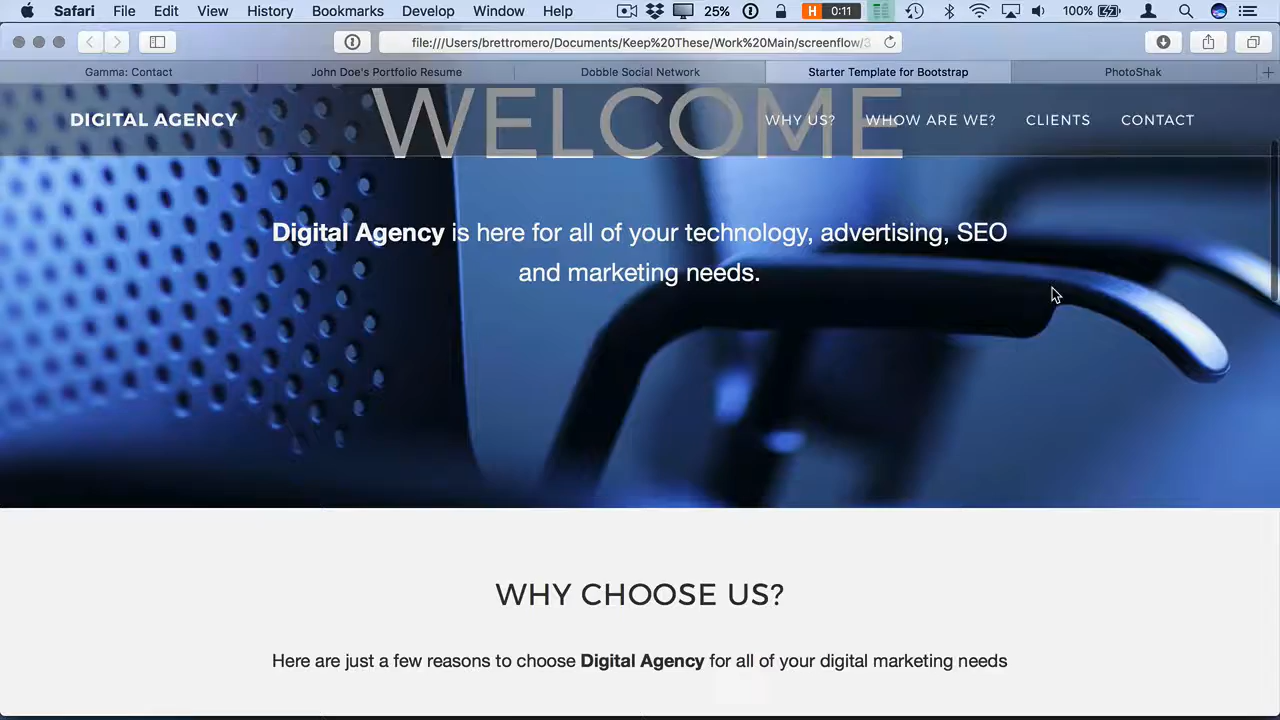 Safari File Edit View History Bookmarks Develop Window Help 25% H 0:11 100%
file:///Users/brettromero/Documents/Keep%20These/Work%20Main/screenflow/3
Gamma: Contact John Doe's Portfolio Resume Dobble Social Network Starter Template for Bootstrap PhotoShak
DIGITAL AGENCY WHY US? WHOW ARE WE? CLIENTS CONTACT
WELCOME
Digital Agency is here for all of your technology, advertising, SEO
and marketing needs.
WHY CHOOSE US?
Here are just a few reasons to choose Digital Agency for all of your digital marketing needs